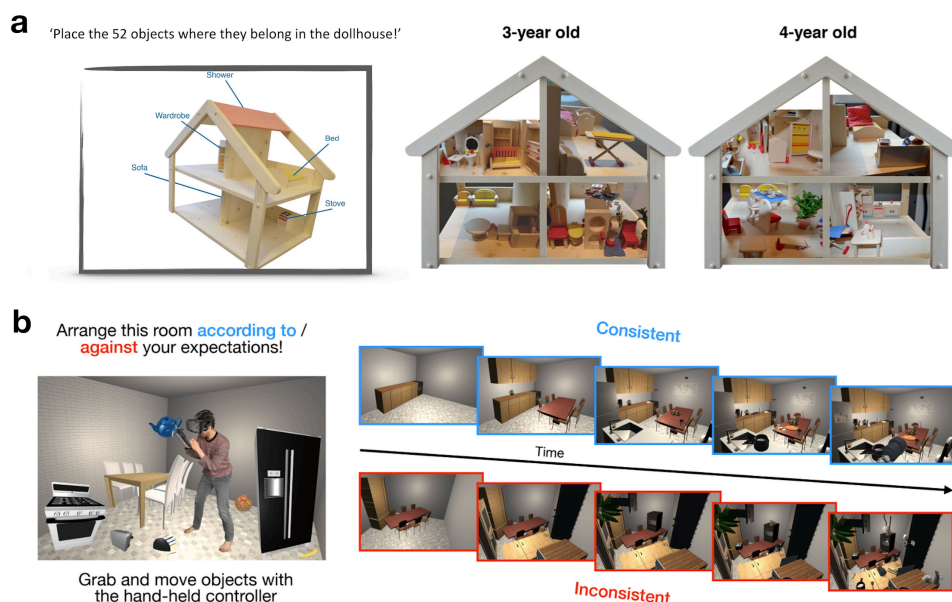 a
'Place the 52 objects where they belong in the dollhouse!'
3-year old
4-year old
Shower
Wardrobe
Bed
Sofa
Stove
b
Arrange this room according to /
against your expectations!
Consistent
Time
Grab and move objects with
the hand-held controller
Inconsistent